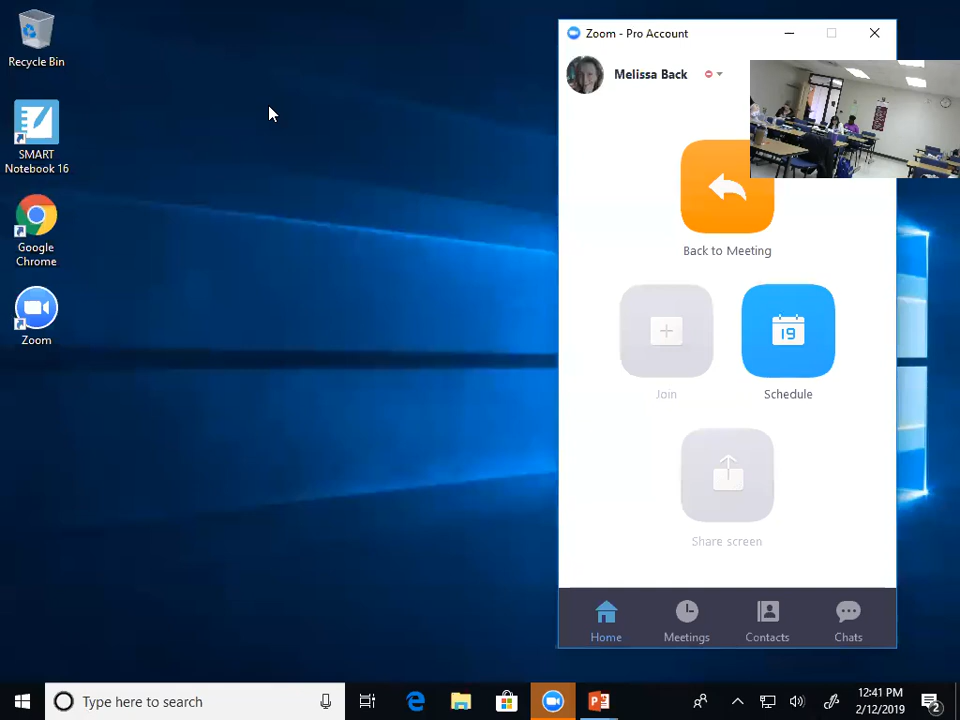 Recycle Bin
SMART
Notebook 16
Google
Chrome
Zoom
Zoom - Pro Account
Melissa Back
Back to Meeting
Join
19
Schedule
Share screen
Home
Meetings
Contacts
Chats
Type here to search
12:41 PM
2/12/2019
2